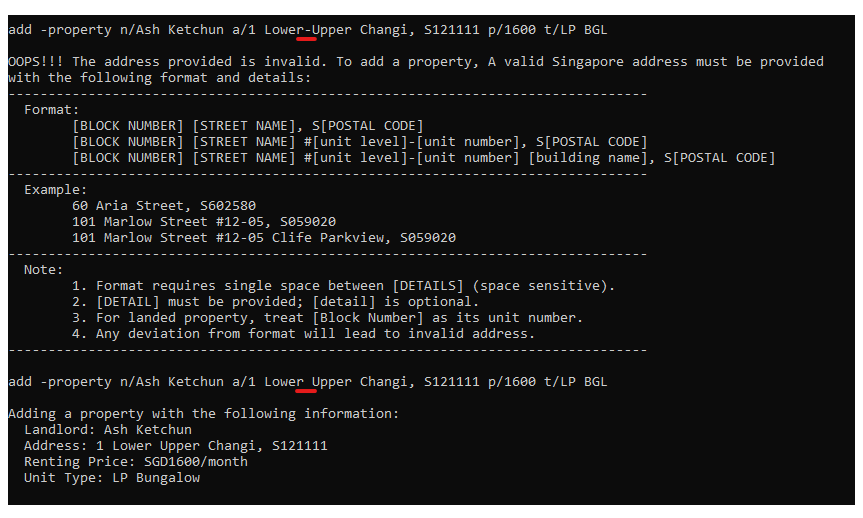 add -property n/Ash Ketchun a/1 Lower-Upper Changi, S121111 p/1600 t/LP BGL
OOPS!!! The address provided is invalid. To add a property, A valid Singapore address must be provided
with the following format and details:
--------------------------------------------------------------------------------
Format:
[BLOCK NUMBER] [STREET NAME], S[POSTAL CODE]
[BLOCK NUMBER] [STREET NAME] #[unit level]-[unit number], S[POSTAL CODE]
[BLOCK NUMBER] [STREET NAME] #[unit level]-[unit number] [building name], S[POSTAL CODE]
--------------------------------------------------------------------------------
Example:
60 Aria Street, S602580
101 Marlow Street #12-05, S059020
101 Marlow Street #12-05 Clife Parkview, S059020
--------------------------------------------------------------------------------
Note:
1. Format requires single space between [DETAILS] (space sensitive).
2. [DETAIL] must be provided; [detail] is optional.
3. For landed property, treat [Block Number] as its unit number.
4. Any deviation from format will lead to invalid address.
--------------------------------------------------------------------------------
add -property n/Ash Ketchun a/1 Lower Upper Changi, S121111 p/1600 t/LP BGL
Adding a property with the following information:
Landlord: Ash Ketchun
Address: 1 Lower Upper Changi, S121111
Renting Price: SGD1600/month
Unit Type: LP Bungalow